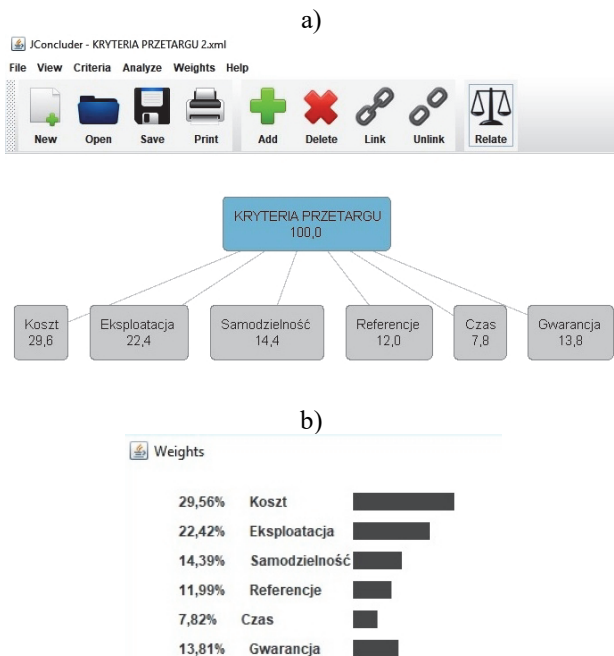 a)
JConcluder - KRYTERIA PRZETARGU 2.xml
File View Criteria Analyze Weights Help
New Open Save Print Add Delete Link Unlink Relate
KRYTERIA PRZETARGU
100,0
Koszt Eksploatacja Samodzielność Referencje Czas Gwarancja
29,6 22,4 14,4 12,0 7,8 13,8
b)
Weights
29,56% Koszt
22,42% Eksploatacja
14,39% Samodzielność
11,99% Referencje
7,82% Czas
13,81% Gwarancja